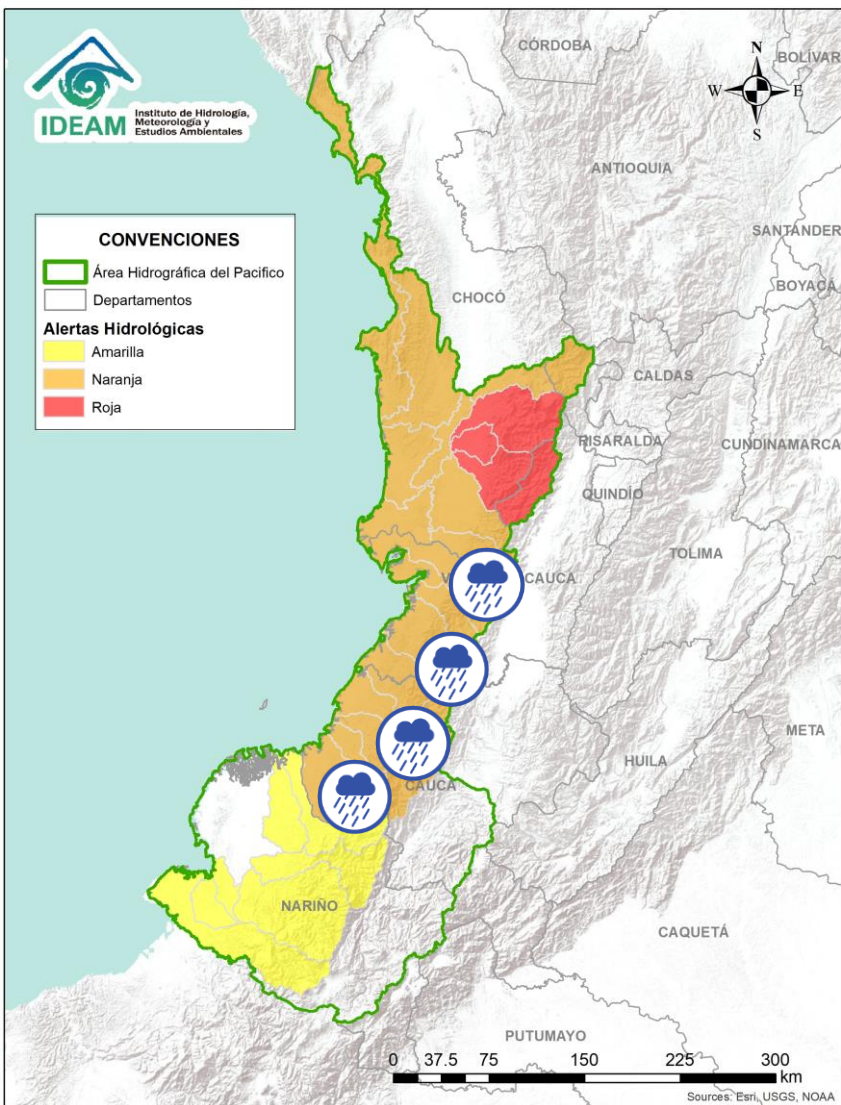 IDEAM
Instituto de Hidrología,
Meteorología y
Estudios Ambientales
CÓRDOBA
BOLÍVAR
N
W
E
S
ANTIOQUIA
SANTÁNDER
BOYACÁ
CONVENCIONES
Área Hidrográfica del Pacifico
Departamentos
Alertas Hidrológicas
Amarilla
Naranja
Roja
CHOCÓ
CALDAS
RISARALDA
CUNDINAMARCA
QUINDÍO
TOLIMA
CAUCA
META
HUILA
CAUCA
NARIÑO
CAQUETÁ
PUTUMAYO
0 37.5 75 150 225 300
km
Sources: Esri, USGS, NOAA